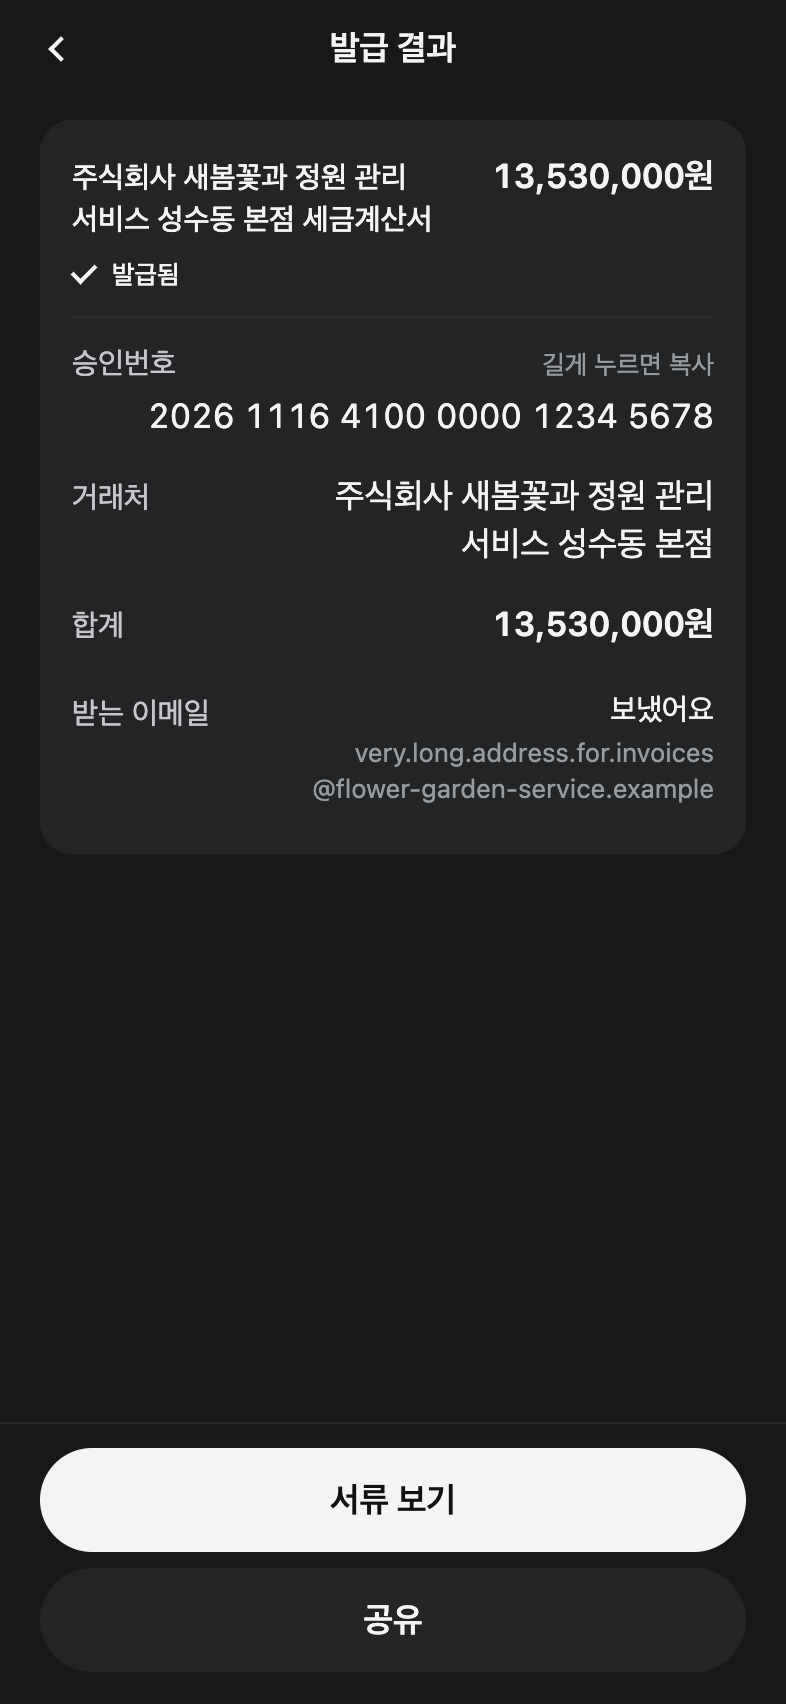 발급 결과
주식회사 새봄꽃과 정원 관리 13,530,000원
서비스 성수동 본점 세금계산서
발급됨
승인번호 길게 누르면 복사
2026 1116 4100 0000 1234 5678
거래처 주식회사 새봄꽃과 정원 관리
서비스 성수동 본점
합계 13,530,000원
받는 이메일 보냈어요
very.long.address.for.invoices
@flower-garden-service.example
서류 보기
공유